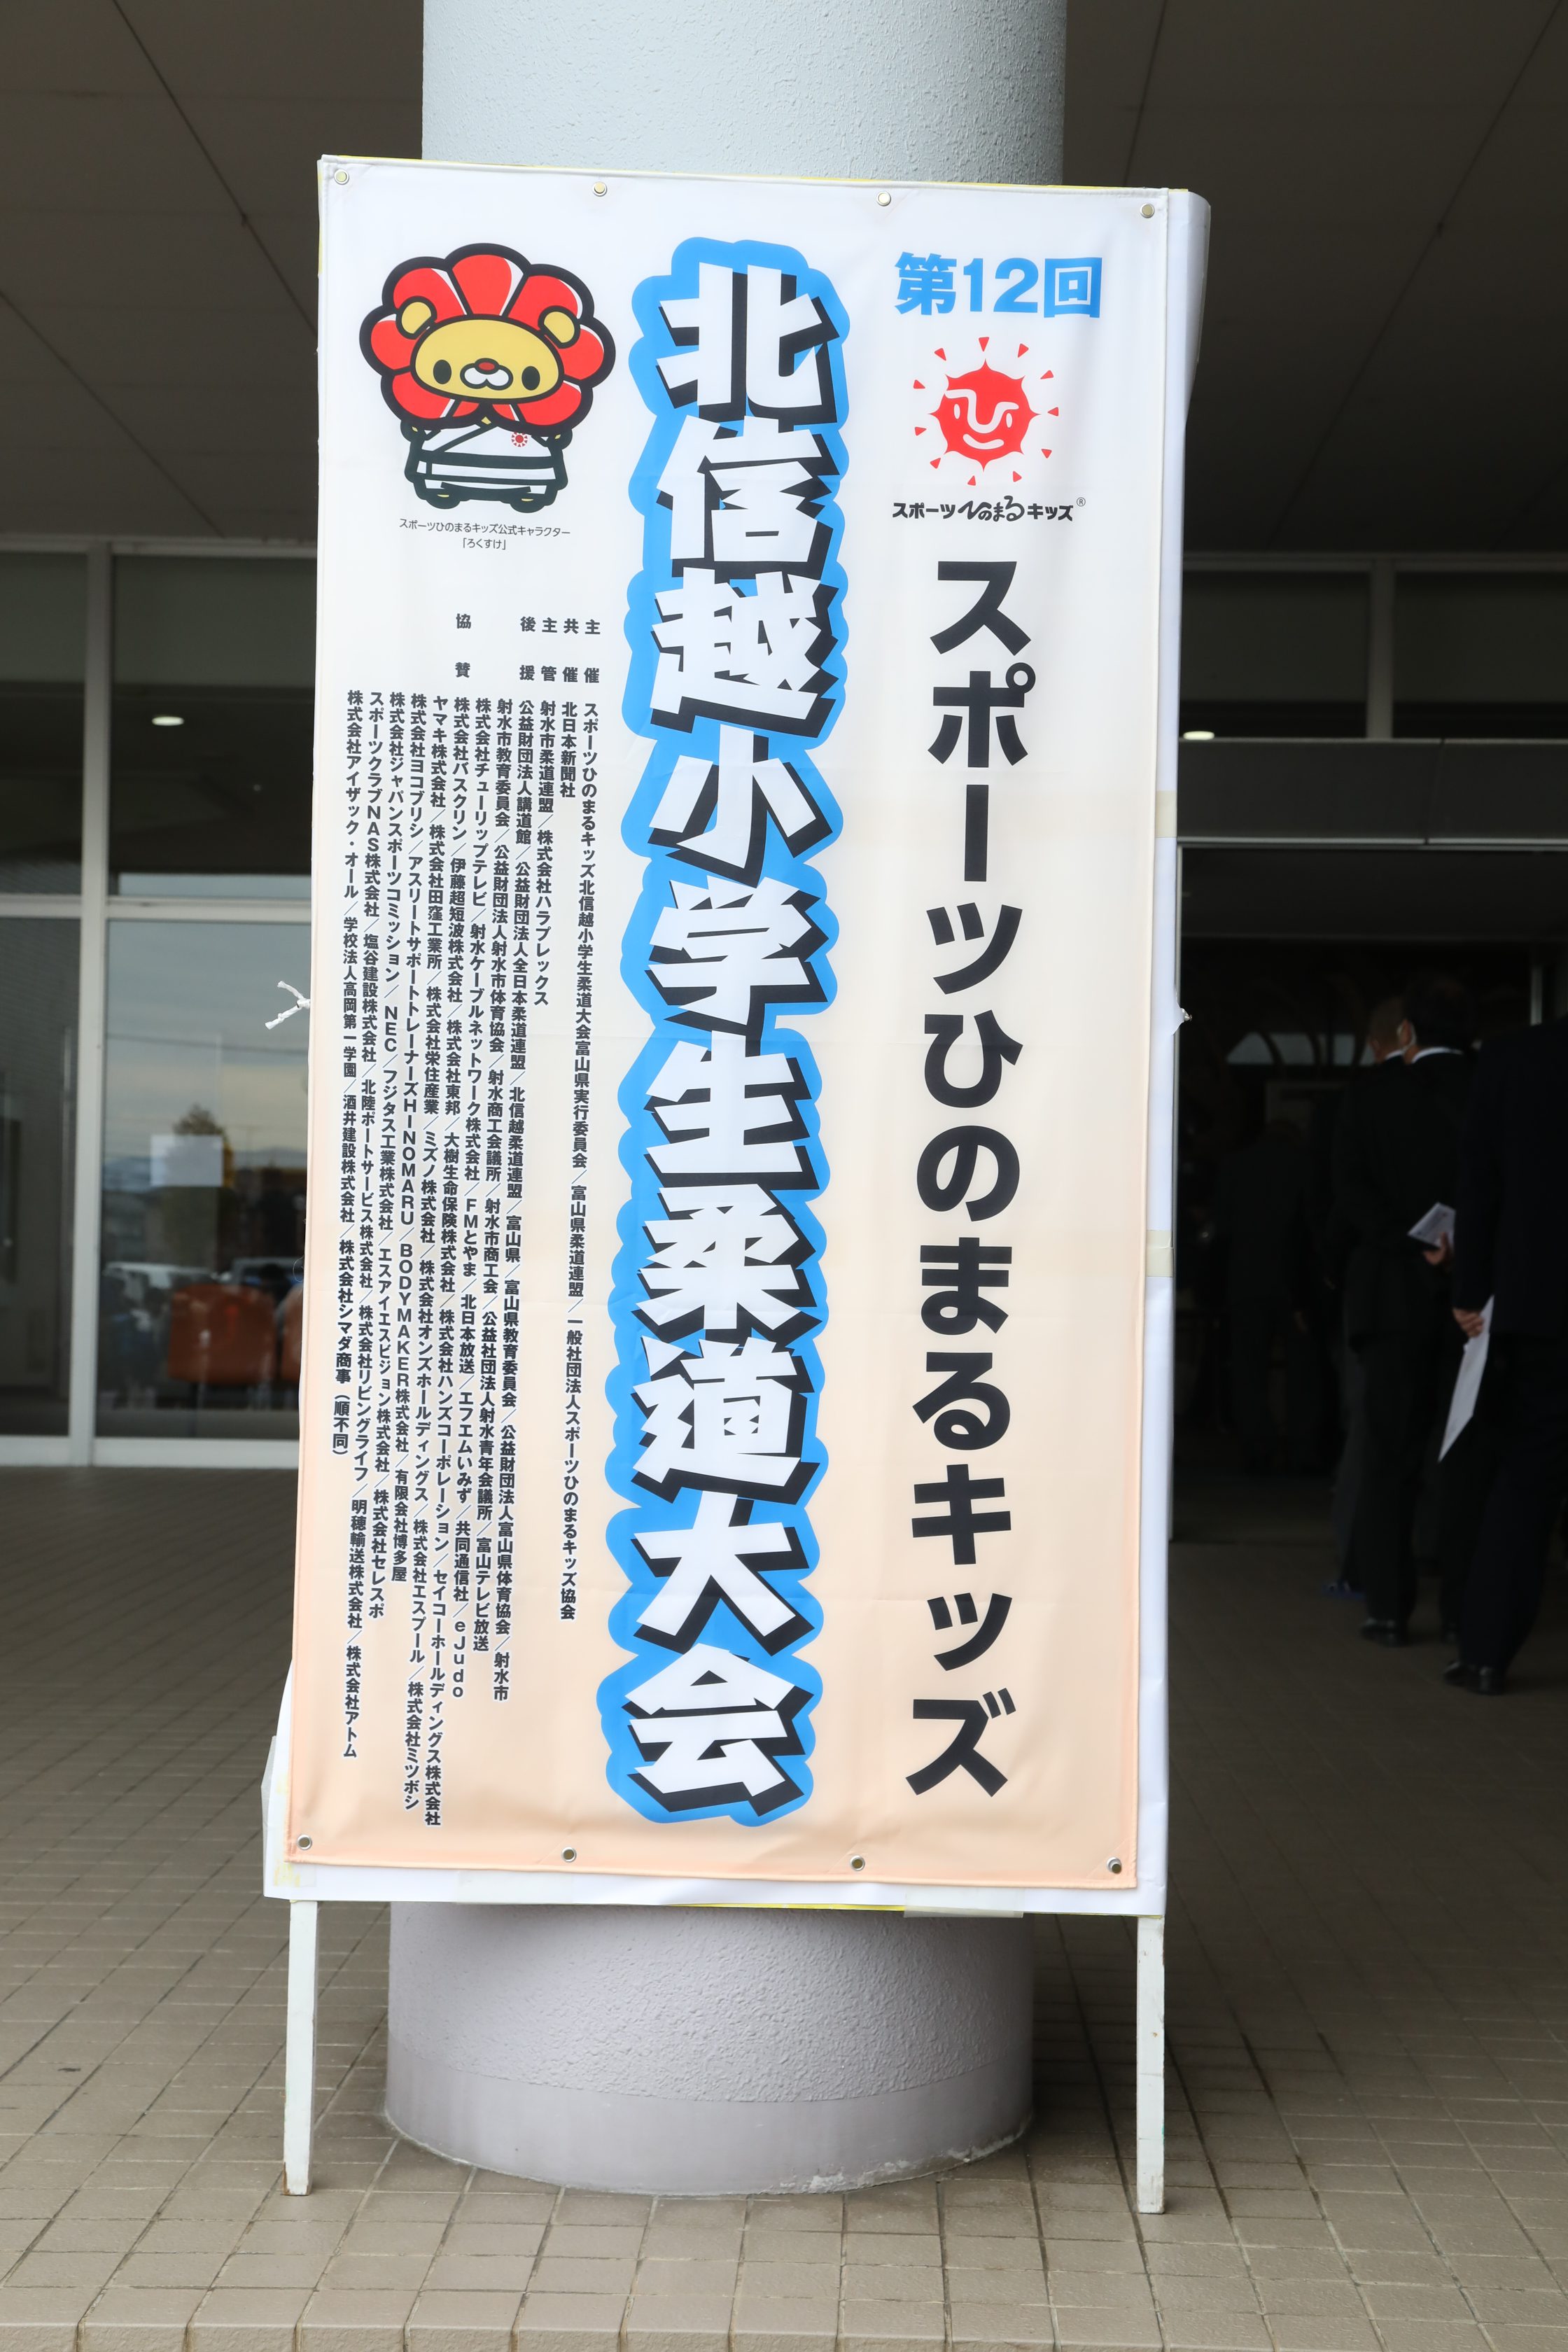 第12回
スポーツひのまるキッズ®
スポーツひのまるキッズ
北信越小学生柔道大会
スポーツひのまるキッズ公式キャラクター
「ろくすけ」
主催 スポーツひのまるキッズ北信越小学生柔道大会富山県実行委員会／富山県柔道連盟／一般社団法人スポーツひのまるキッズ協会
共催 北日本新聞社
主管 射水市柔道連盟／株式会社ハラプレックス
後援 公益財団法人講道館／公益財団法人全日本柔道連盟／北信越柔道連盟／富山県／富山県教育委員会／公益財団法人富山県体育協会／射水市
射水市教育委員会／公益財団法人射水市体育協会／射水商工会議所／射水市商工会／公益社団法人射水青年会議所／富山テレビ放送
株式会社チューリップテレビ／射水ケーブルネットワーク株式会社／FMとやま／北日本放送／エフエムいみず／共同通信社／eJudo
協賛 株式会社バスクリン／伊藤超短波株式会社／株式会社東邦／大樹生命保険株式会社／株式会社ハンズコーポレーション／セイコーホールディングス株式会社
ヤマキ株式会社／株式会社田窪工業所／株式会社栄住産業／ミズノ株式会社／株式会社オンズホールディングス／株式会社エスプール／株式会社ミツボシ
株式会社ヨコブリシ／アスリートサポートトレーナーズHINOMARU／BODYMAKER株式会社／有限会社博多屋
株式会社ジャパンスポーツコミッション／NEC／フジタス工業株式会社／エスアイエスビジョン株式会社／株式会社セレスポ
スポーツクラブNAS株式会社／塩谷建設株式会社／北陸ポートサービス株式会社／株式会社リビングライフ／明穂輸送株式会社／株式会社アトム
株式会社アイザック・オール／学校法人高岡第一学園／酒井建設株式会社／株式会社シマダ商事（順不同）